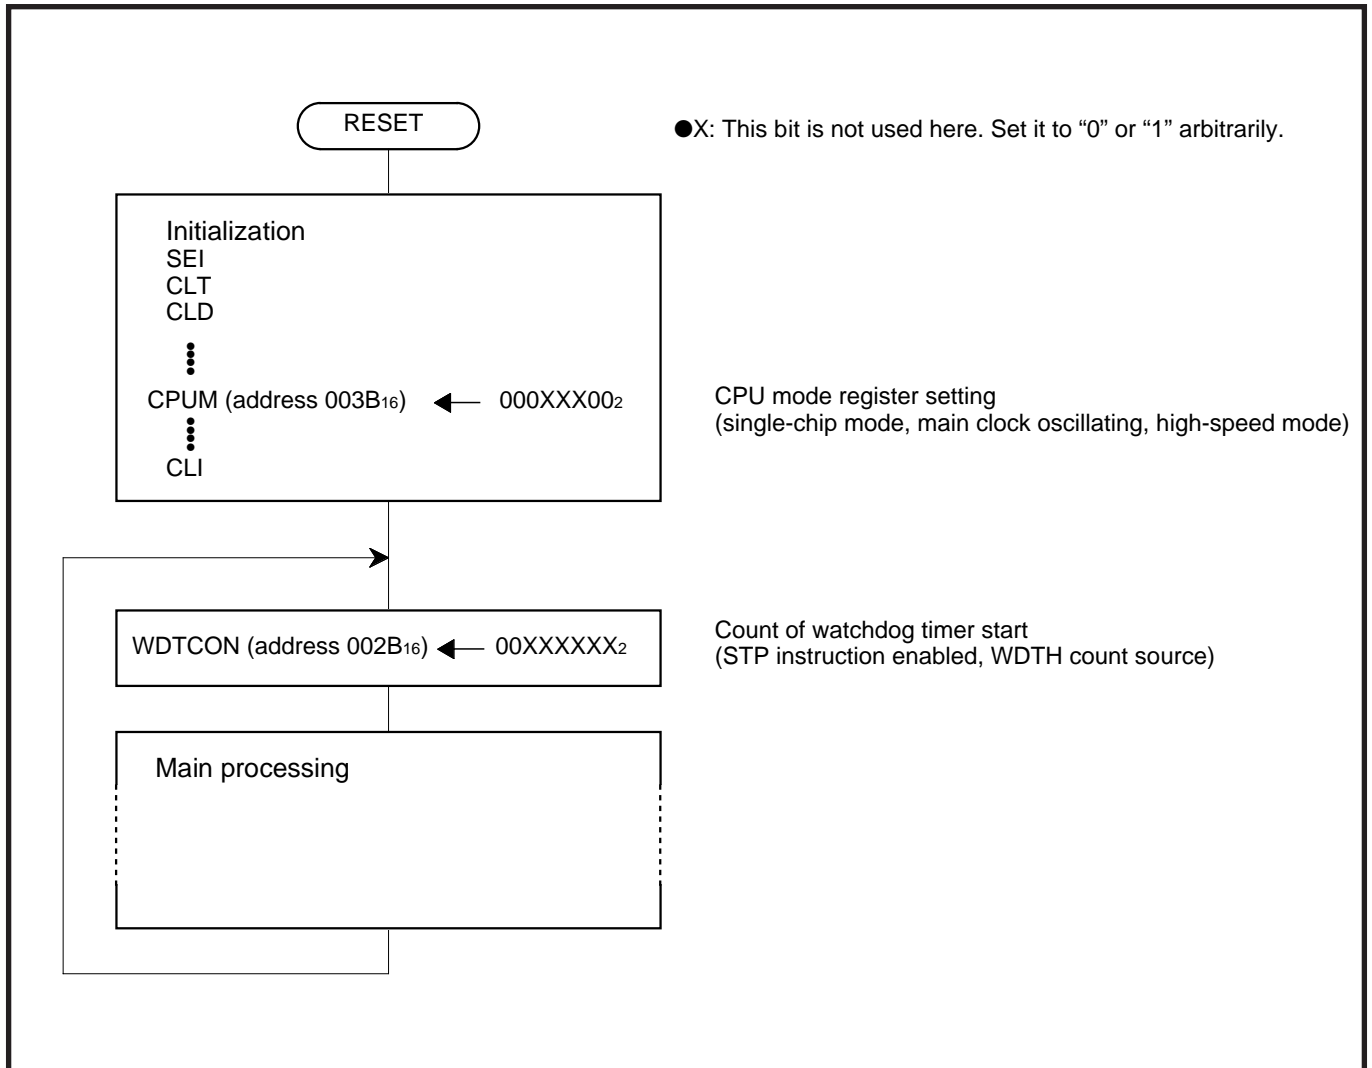 RESET
●X: This bit is not used here. Set it to “0” or “1” arbitrarily.
Initialization
SEI
CLT
CLD
CPUM (address 003B16) ← 000XXX002
CPU mode register setting
(single-chip mode, main clock oscillating, high-speed mode)
CLI
WDTCON (address 002B16) ← 00XXXXXX2
Count of watchdog timer start
(STP instruction enabled, WDTH count source)
Main processing